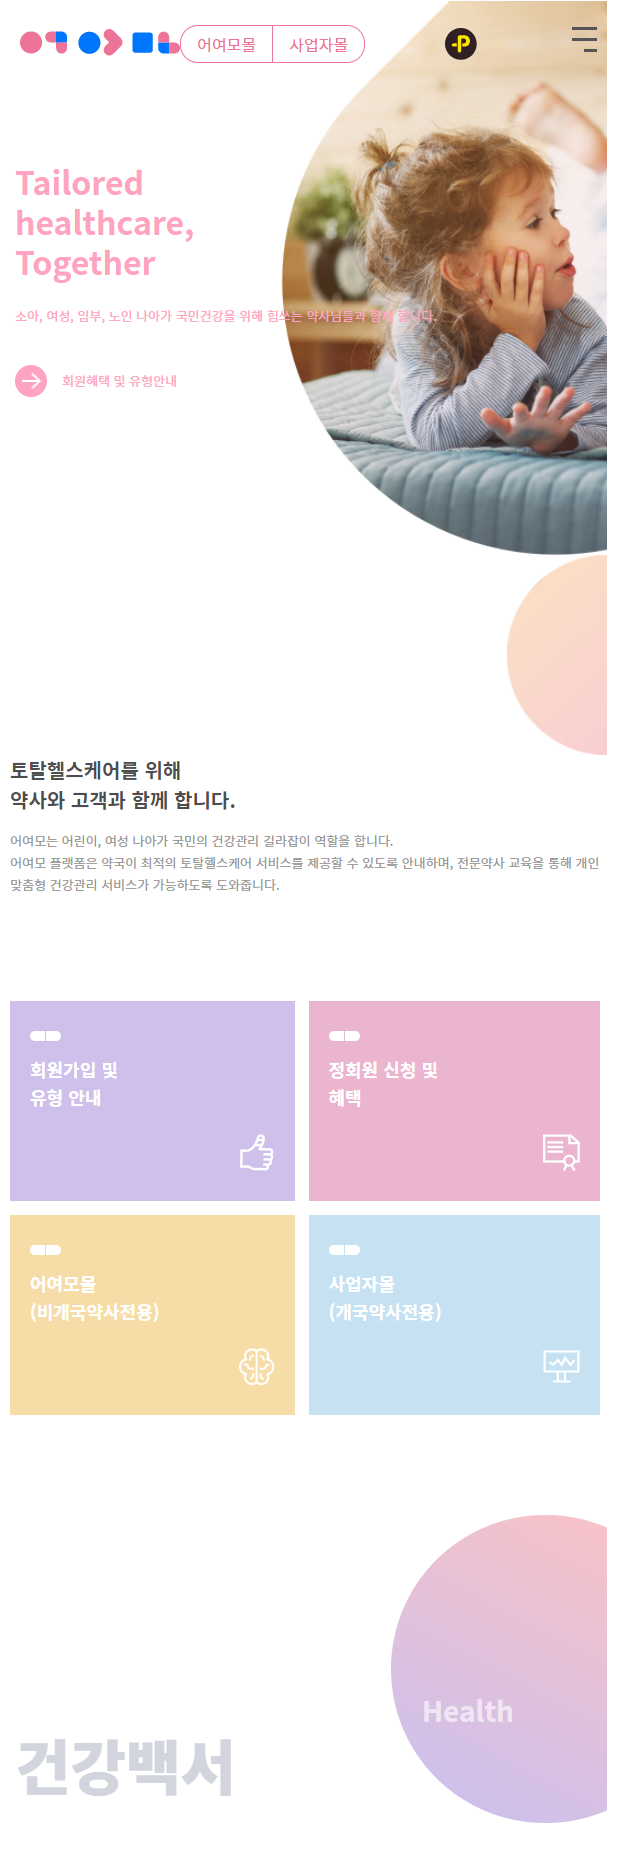 어여모몰 사업자몰
Tailored
healthcare,
Together
소아, 여성, 임부, 노인 나아가 국민건강을 위해 힘쓰는 약사님들과 함께 합니다.
회원혜택 및 유형안내
토탈헬스케어를 위해
약사와 고객과 함께 합니다.
어여모는 어린이, 여성 나아가 국민의 건강관리 길라잡이 역할을 합니다.
어여모 플랫폼은 약국이 최적의 토탈헬스케어 서비스를 제공할 수 있도록 안내하며, 전문약사 교육을 통해 개인
맞춤형 건강관리 서비스가 가능하도록 도와줍니다.
회원가입 및
유형 안내
정회원 신청 및
혜택
어여모몰
(비개국약사전용)
사업자몰
(개국약사전용)
Health
건강백서